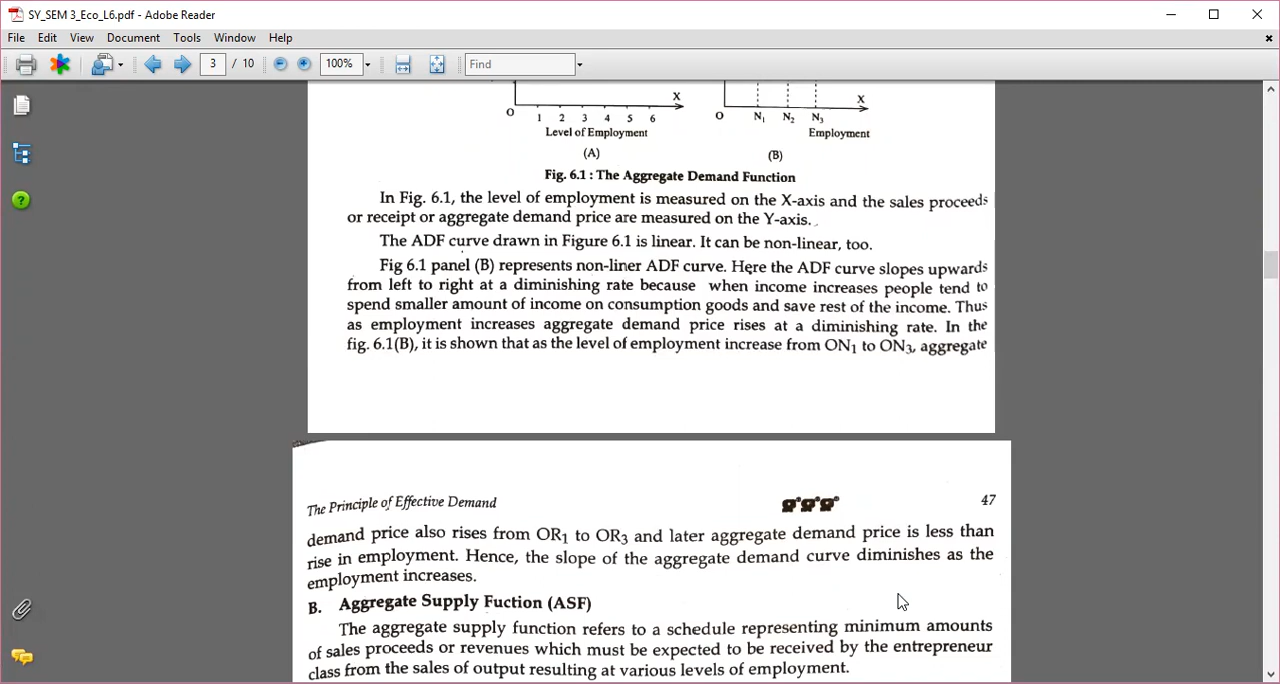 SY_SEM 3_Eco_L6.pdf - Adobe Reader
File Edit View Document Tools Window Help
3 / 10 100% Find
X X
O 1 2 3 4 5 6 O N1 N2 N3
Level of Employment Employment
(A) (B)
Fig. 6.1 : The Aggregate Demand Function
In Fig. 6.1, the level of employment is measured on the X-axis and the sales proceeds
or receipt or aggregate demand price are measured on the Y-axis.
The ADF curve drawn in Figure 6.1 is linear. It can be non-linear, too.
Fig 6.1 panel (B) represents non-liner ADF curve. Here the ADF curve slopes upwards
from left to right at a diminishing rate because when income increases people tend to
spend smaller amount of income on consumption goods and save rest of the income. Thus
as employment increases aggregate demand price rises at a diminishing rate. In the
fig. 6.1(B), it is shown that as the level of employment increase from ON1 to ON3, aggregate
The Principle of Effective Demand 47
demand price also rises from OR1 to OR3 and later aggregate demand price is less than
rise in employment. Hence, the slope of the aggregate demand curve diminishes as the
employment increases.
B. Aggregate Supply Fuction (ASF)
The aggregate supply function refers to a schedule representing minimum amounts
of sales proceeds or revenues which must be expected to be received by the entrepreneur
class from the sales of output resulting at various levels of employment.